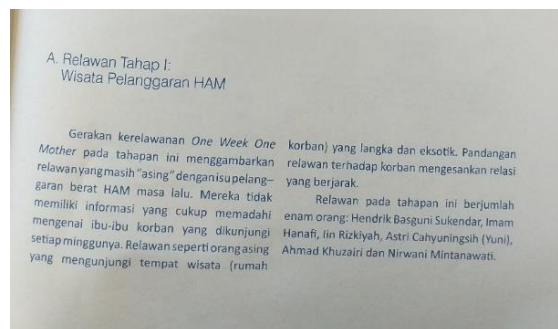 A. Relawan Tahap I:
Wisata Pelanggaran HAM
Gerakan kerelawanan One Week One
Mother pada tahapan ini menggambarkan
relawan yang masih "asing" dengan isu pelang–
garan berat HAM masa lalu. Mereka tidak
memiliki informasi yang cukup memadahi
mengenai ibu-ibu korban yang dikunjungi
setiap minggunya. Relawan seperti orang asing
yang mengunjungi tempat wisata (rumah
korban) yang langka dan eksotik. Pandangan
relawan terhadap korban mengesankan relasi
yang berjarak.
Relawan pada tahapan ini berjumlah
enam orang: Hendrik Basguni Sukendar, Imam
Hanafi, Iin Rizkiyah, Astri Cahyuningsih (Yuni),
Ahmad Khuzairi dan Nirwani Mintanawati.